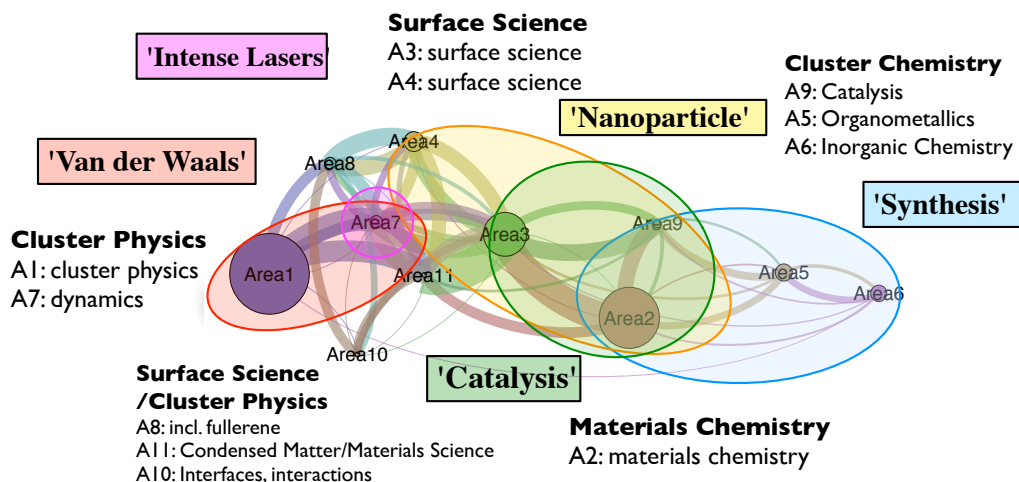 Surface Science
A3: surface science
A4: surface science
'Intense Lasers'
Cluster Chemistry
A9: Catalysis
A5: Organometallics
A6: Inorganic Chemistry
'Nanoparticle'
'Van der Waals'
'Synthesis'
Area4
Area8
Area7
Area3
Area9
Area1
Area11
Area5
Area6
Area2
Area10
Cluster Physics
A1: cluster physics
A7: dynamics
'Catalysis'
Surface Science
/Cluster Physics
A8: incl. fullerene
A11: Condensed Matter/Materials Science
A10: Interfaces, interactions
Materials Chemistry
A2: materials chemistry